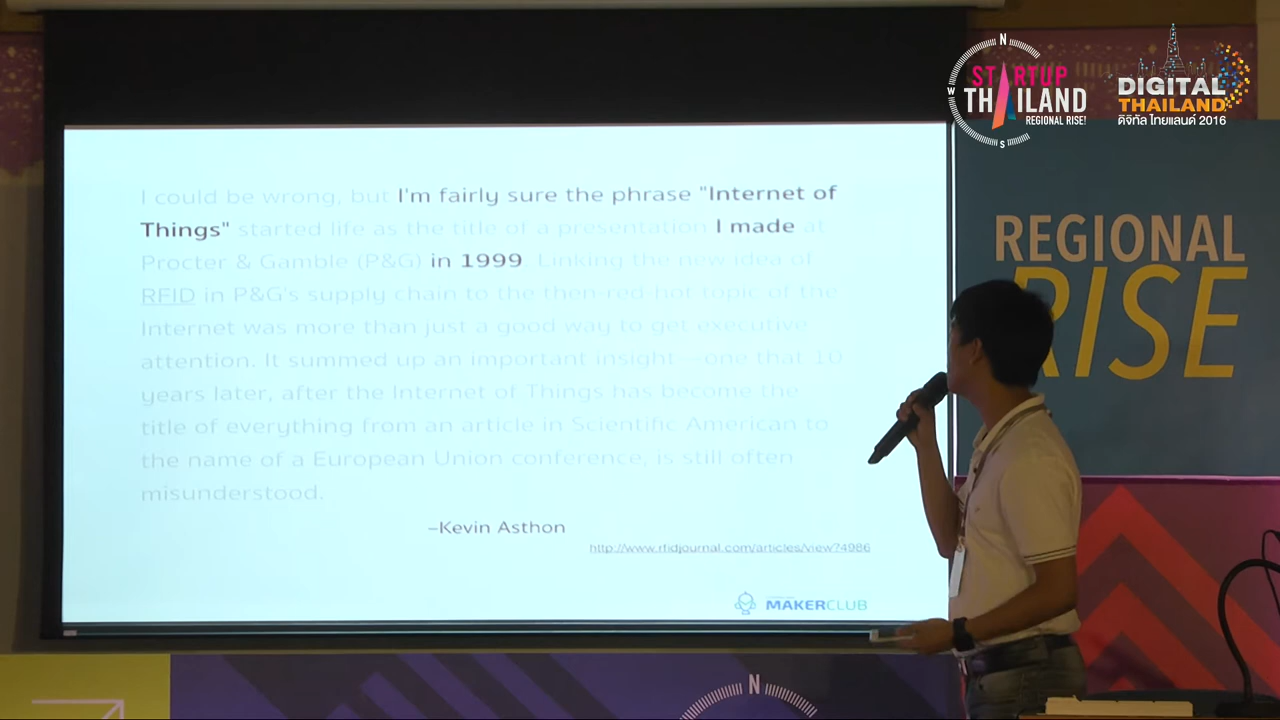 I could be wrong, but I'm fairly sure the phrase "Internet of
Things" started life as the title of a presentation I made at
Procter & Gamble (P&G) in 1999. Linking the new idea of
RFID in P&G's supply chain to the then-red-hot topic of the
Internet was more than just a good way to get executive
attention. It summed up an important insight—one that 10
years later, after the Internet of Things has become the
title of everything from an article in Scientific American to
the name of a European Union conference, is still often
misunderstood.
–Kevin Asthon
http://www.rfidjournal.com/articles/view?4986
MAKERCLUB
N
W
STARTUP
THAILAND
REGIONAL RISE!
S
DIGITAL
THAILAND
ดิจิทัล ไทยแลนด์ 2016
REGIONAL
RISE
N